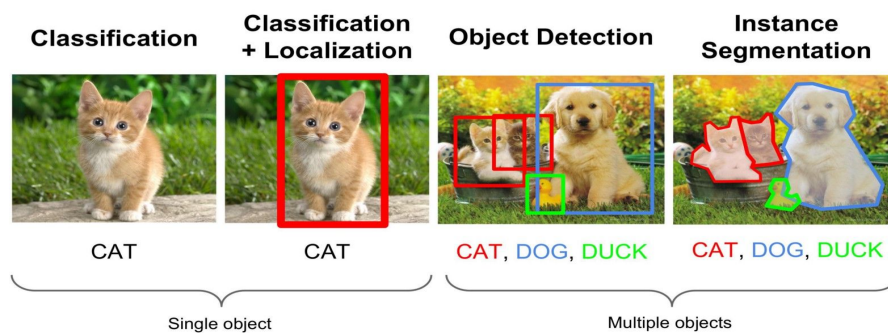 Classification
Classification
+ Localization
Object Detection
Instance
Segmentation
CAT
CAT
CAT, DOG, DUCK
CAT, DOG, DUCK
Single object
Multiple objects